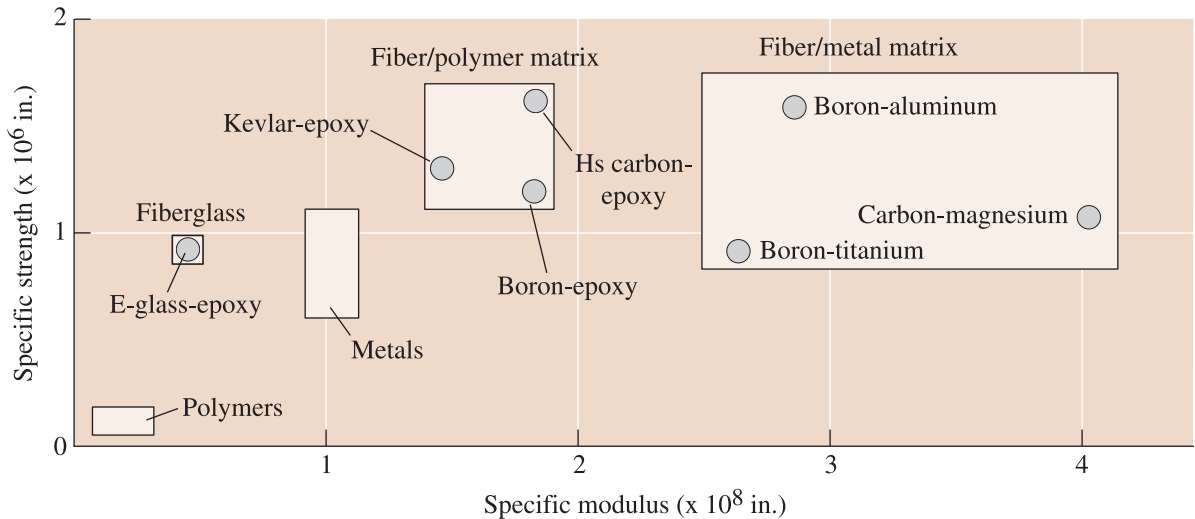 2
Fiber/polymer matrix
Fiber/metal matrix
Boron-aluminum
Kevlar-epoxy
Hs carbon-
epoxy
Fiberglass
Carbon-magnesium
1
Boron-titanium
E-glass-epoxy
Boron-epoxy
Metals
Polymers
0
1
2
3
4
Specific strength (x 10⁶ in.)
Specific modulus (x 10⁸ in.)